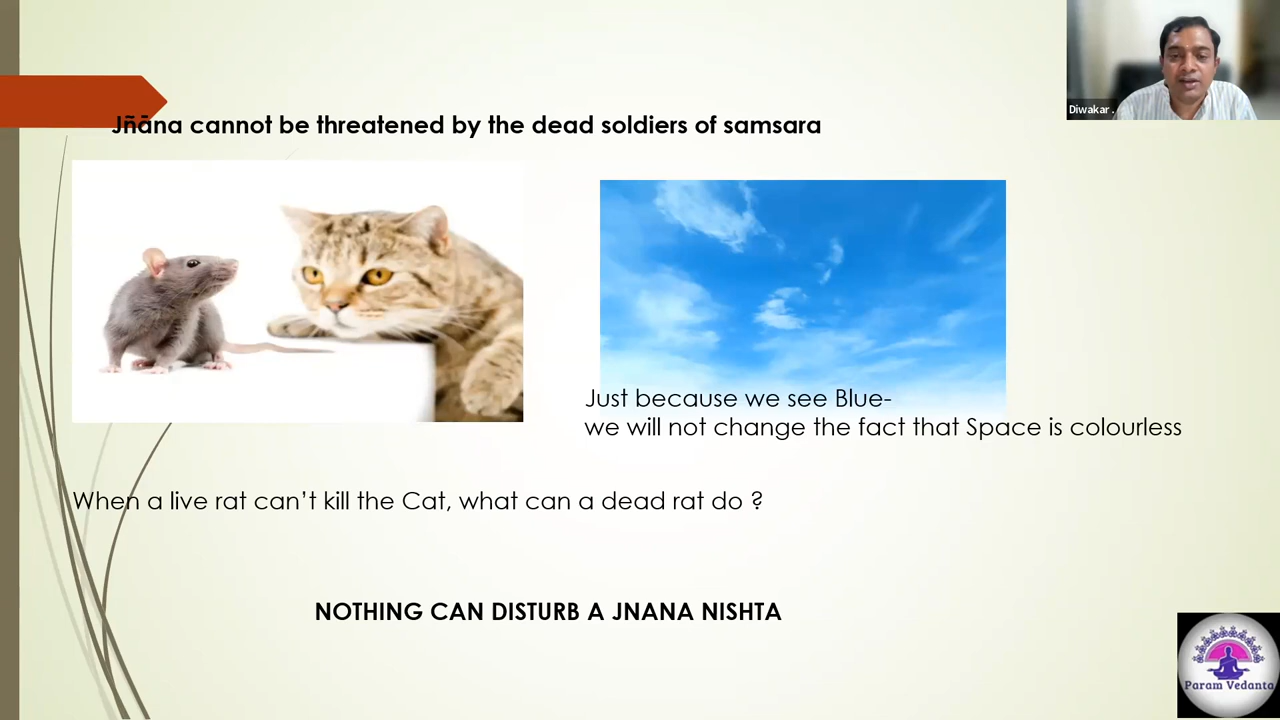 Diwakar .
Jñāna cannot be threatened by the dead soldiers of samsara
Just because we see Blue-
we will not change the fact that Space is colourless
When a live rat can’t kill the Cat, what can a dead rat do ?
NOTHING CAN DISTURB A JNANA NISHTA
Param Vedanta